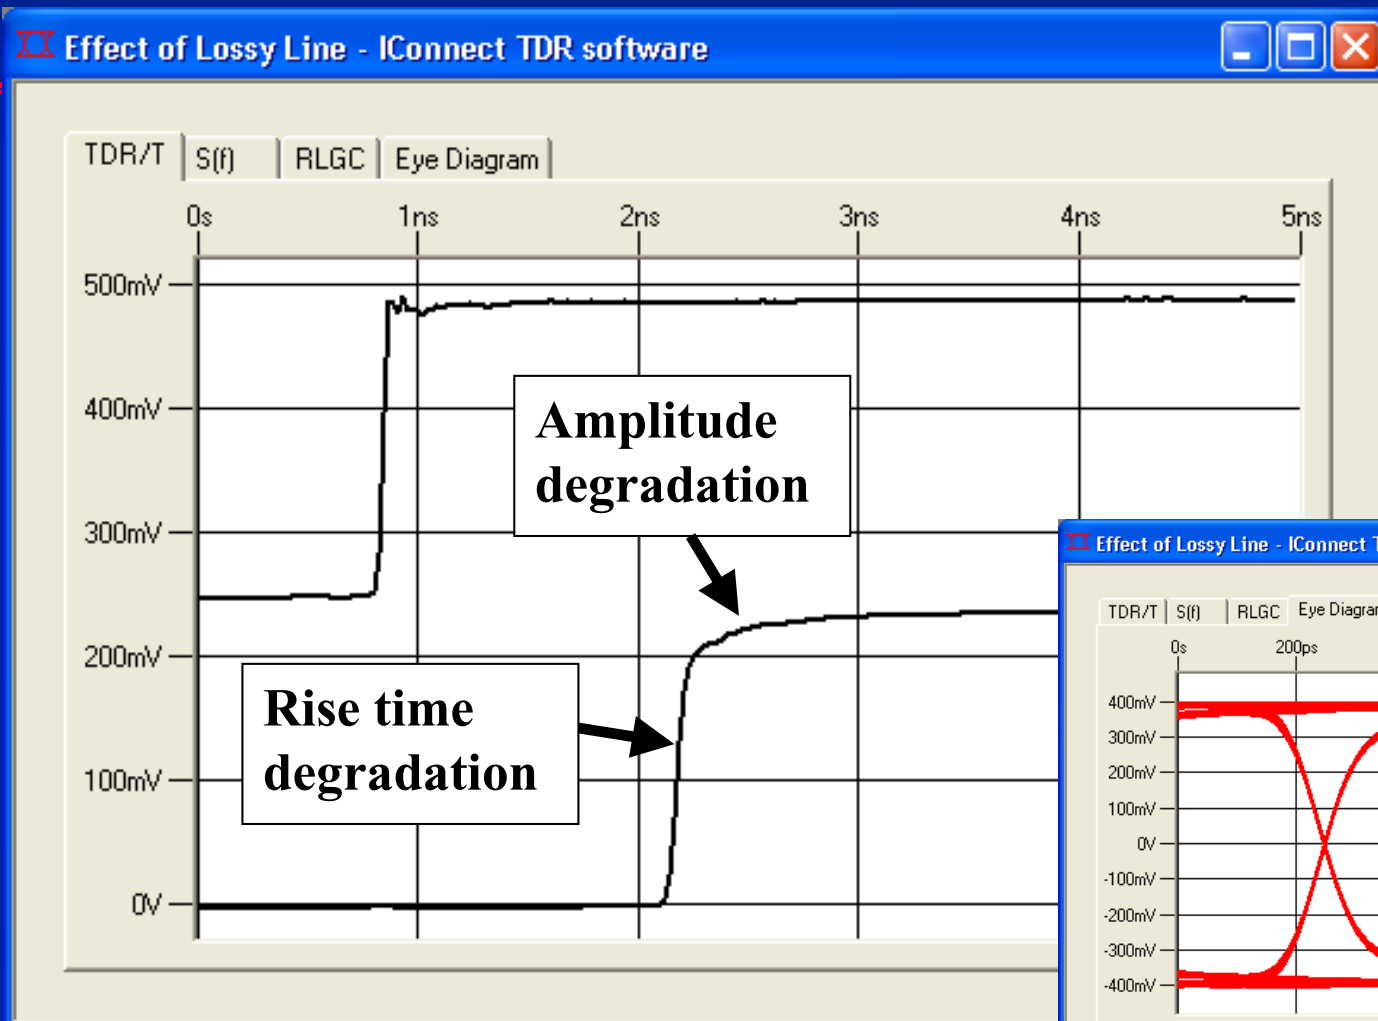 Effect of Lossy Line - IConnect TDR software
TDR/T S(f) RLGC Eye Diagram
0s 1ns 2ns 3ns 4ns 5ns
500mV
400mV
300mV
200mV
100mV
0V
Amplitude
degradation
Rise time
degradation
Effect of Lossy Line - IConnect
TDR/T S(f) RLGC Eye Diagra
0s 200ps
400mV
300mV
200mV
100mV
0V
-100mV
-200mV
-300mV
-400mV